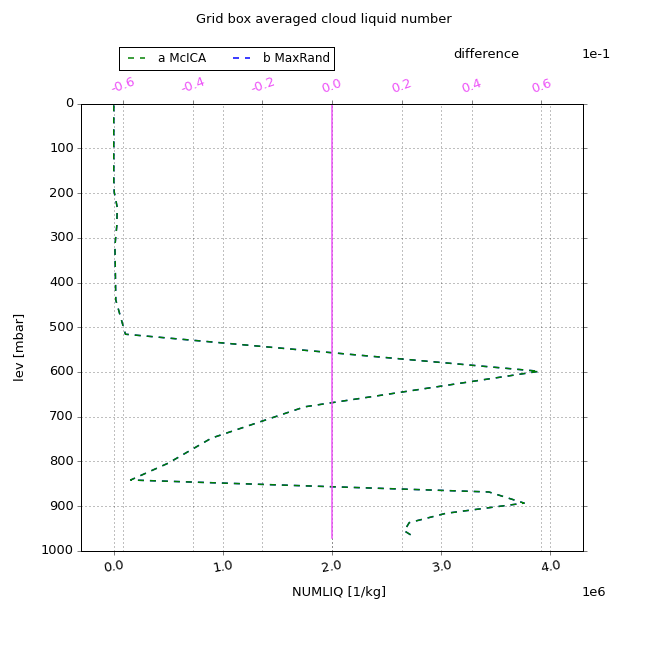 Grid box averaged cloud liquid number
a McICA b MaxRand difference 1e-1
-0.6 -0.4 -0.2 0.0 0.2 0.4 0.6
0
100
200
300
400
500
600
700
800
900
1000
lev [mbar]
0.0 1.0 2.0 3.0 4.0
NUMLIQ [1/kg] 1e6